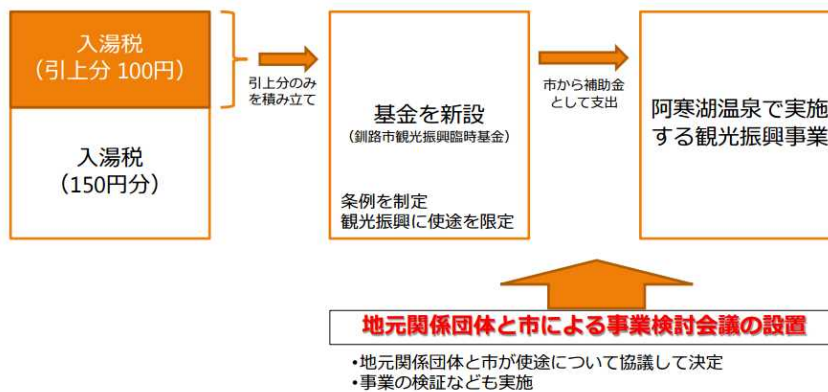 入湯税
（引上分 100円）
入湯税
（150円分）
引上分のみ
を積み立て
基金を新設
（釧路市観光振興臨時基金）
条例を制定
観光振興に使途を限定
市から補助金
として支出
阿寒湖温泉で実施
する観光振興事業
地元関係団体と市による事業検討会議の設置
•地元関係団体と市が使途について協議して決定
•事業の検証なども実施